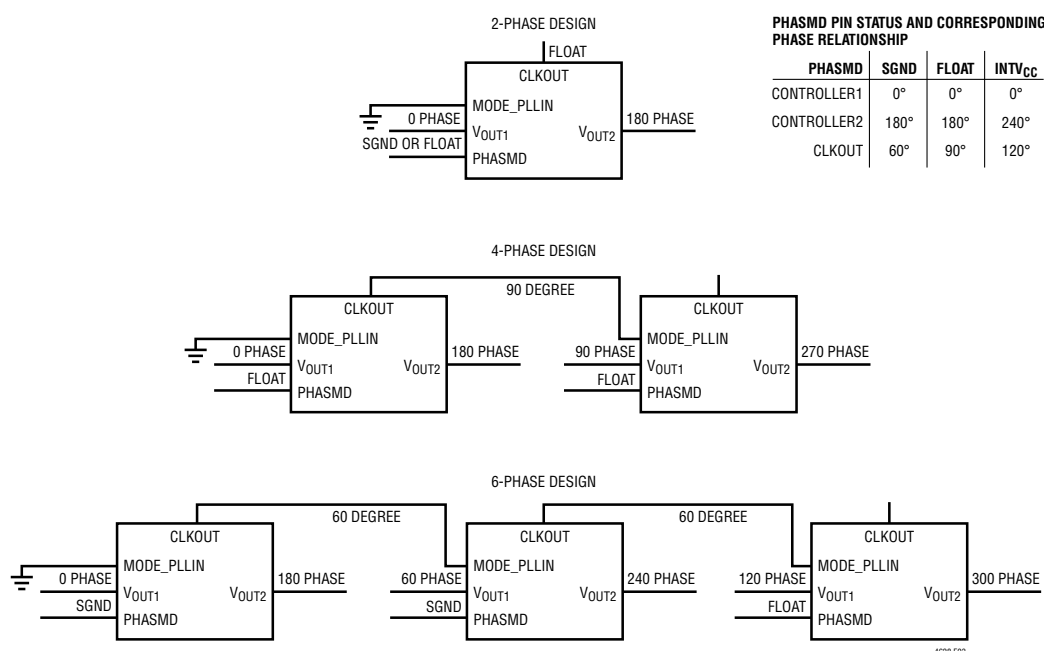 2-PHASE DESIGN
FLOAT
CLKOUT
MODE_PLLIN
0 PHASE
VOUT1
VOUT2
180 PHASE
SGND OR FLOAT
PHASMD
PHASMD PIN STATUS AND CORRESPONDING
PHASE RELATIONSHIP
PHASMD SGND FLOAT INTVCC
CONTROLLER1 0° 0° 0°
CONTROLLER2 180° 180° 240°
CLKOUT 60° 90° 120°
4-PHASE DESIGN
90 DEGREE
CLKOUT
MODE_PLLIN
0 PHASE
VOUT1
VOUT2
180 PHASE
FLOAT
PHASMD
CLKOUT
MODE_PLLIN
90 PHASE
VOUT1
VOUT2
270 PHASE
FLOAT
PHASMD
6-PHASE DESIGN
60 DEGREE
60 DEGREE
CLKOUT
MODE_PLLIN
0 PHASE
VOUT1
VOUT2
180 PHASE
SGND
PHASMD
CLKOUT
MODE_PLLIN
60 PHASE
VOUT1
VOUT2
240 PHASE
SGND
PHASMD
CLKOUT
MODE_PLLIN
120 PHASE
VOUT1
VOUT2
300 PHASE
FLOAT
PHASMD